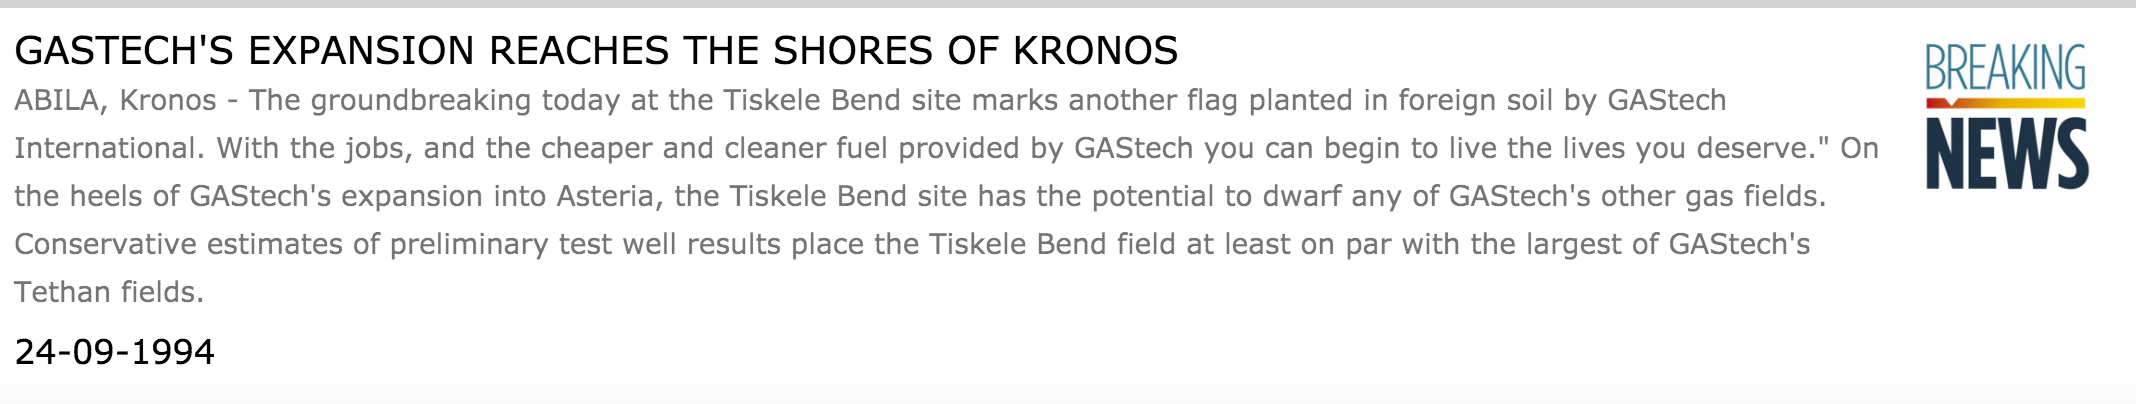 GASTECH'S EXPANSION REACHES THE SHORES OF KRONOS
ABILA, Kronos - The groundbreaking today at the Tiskele Bend site marks another flag planted in foreign soil by GAStech
International. With the jobs, and the cheaper and cleaner fuel provided by GAStech you can begin to live the lives you deserve." On
the heels of GAStech's expansion into Asteria, the Tiskele Bend site has the potential to dwarf any of GAStech's other gas fields.
Conservative estimates of preliminary test well results place the Tiskele Bend field at least on par with the largest of GAStech's
Tethan fields.
24-09-1994
BREAKING
NEWS